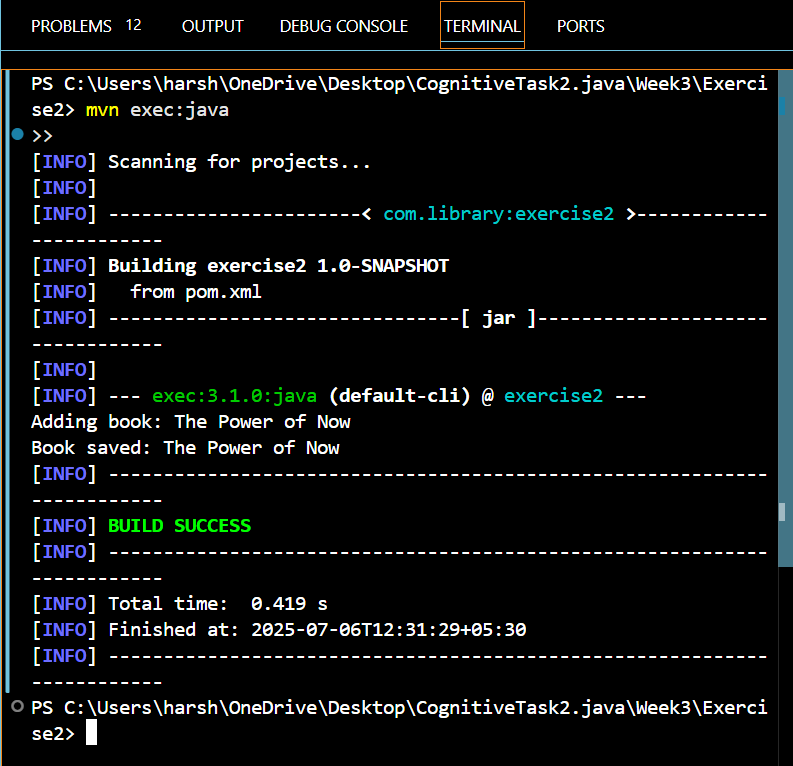 PROBLEMS 12 OUTPUT DEBUG CONSOLE TERMINAL PORTS
PS C:\Users\harsh\OneDrive\Desktop\CognitiveTask2.java\Week3\Exerci
se2> mvn exec:java
>>
[INFO] Scanning for projects...
[INFO]
[INFO] -----------------------< com.library:exercise2 >------------
------------
[INFO] Building exercise2 1.0-SNAPSHOT
[INFO]   from pom.xml
[INFO] --------------------------------[ jar ]---------------------
------------
[INFO]
[INFO] --- exec:3.1.0:java (default-cli) @ exercise2 ---
Adding book: The Power of Now
Book saved: The Power of Now
[INFO] ------------------------------------------------------------
------------
[INFO] BUILD SUCCESS
[INFO] ------------------------------------------------------------
------------
[INFO] Total time:  0.419 s
[INFO] Finished at: 2025-07-06T12:31:29+05:30
[INFO] ------------------------------------------------------------
------------
PS C:\Users\harsh\OneDrive\Desktop\CognitiveTask2.java\Week3\Exerci
se2>